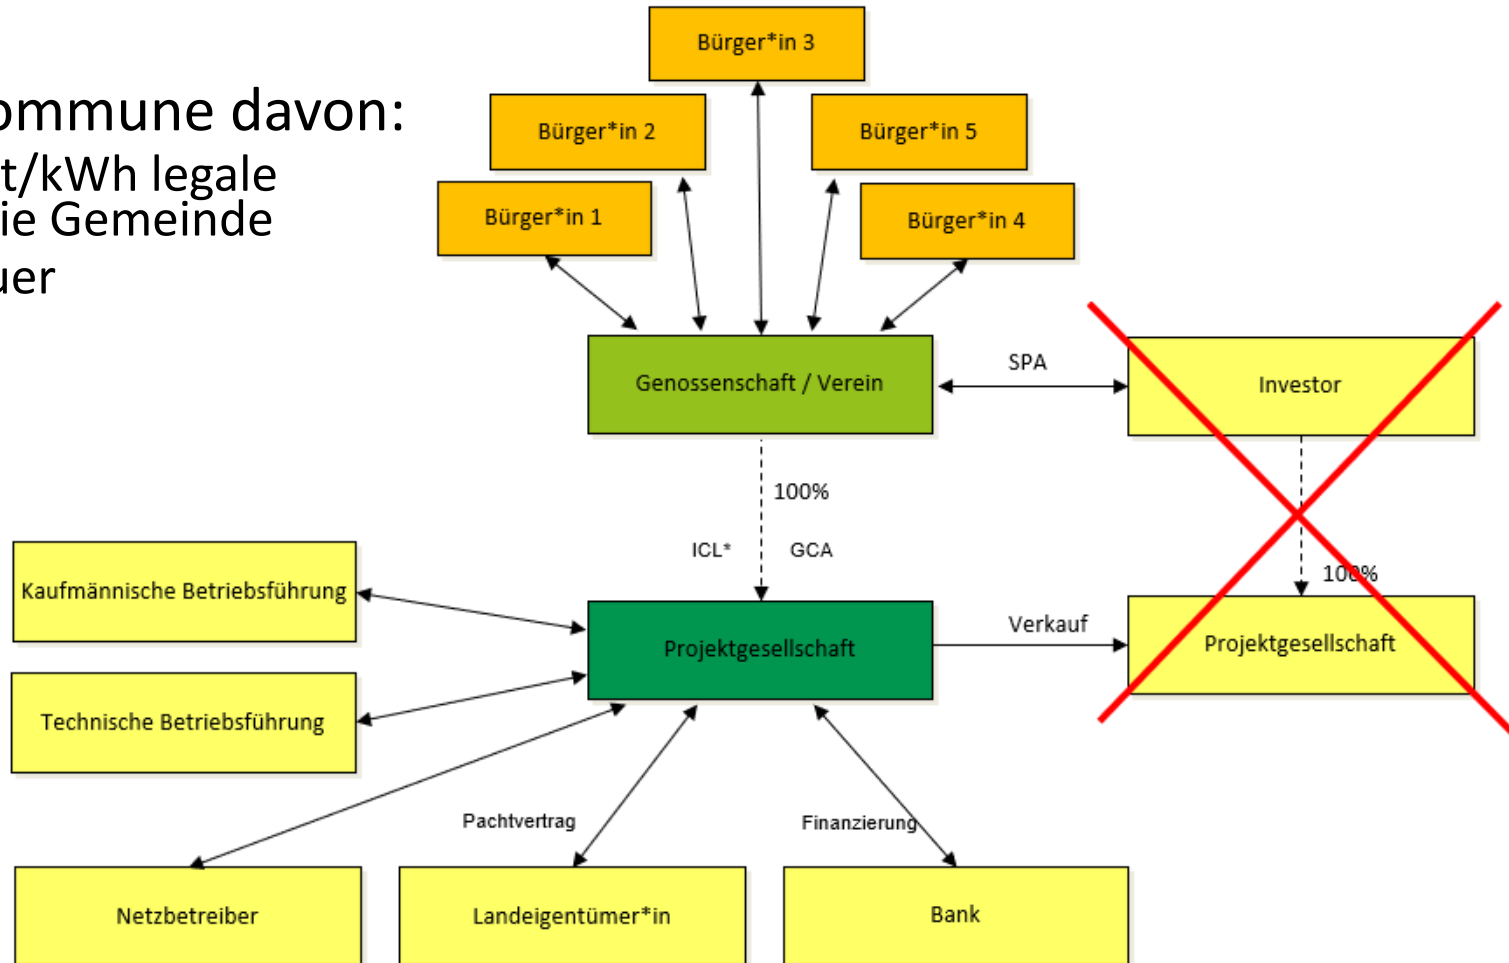 Bürger*in 3
ommune davon:
Bürger*in 2
Bürger*in 5
t/kWh legale
ie Gemeinde
uer
Bürger*in 1
Bürger*in 4
Genossenschaft / Verein
SPA
Investor
100%
ICL*
GCA
100%
Kaufmännische Betriebsführung
Projektgesellschaft
Verkauf
Projektgesellschaft
Technische Betriebsführung
Pachtvertrag
Finanzierung
Netzbetreiber
Landeigentümer*in
Bank